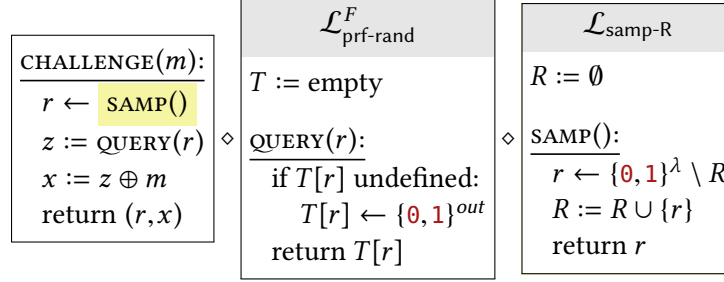 CHALLENGE(m):
r ← SAMP()
z := QUERY(r)
x := z ⊕ m
return (r, x)
⋄
𝓛^F_prf-rand
T := empty
QUERY(r):
if T[r] undefined:
T[r] ← {0, 1}^out
return T[r]
⋄
𝓛_samp-R
R := ∅
SAMP():
r ← {0, 1}^λ \ R
R := R ∪ {r}
return r